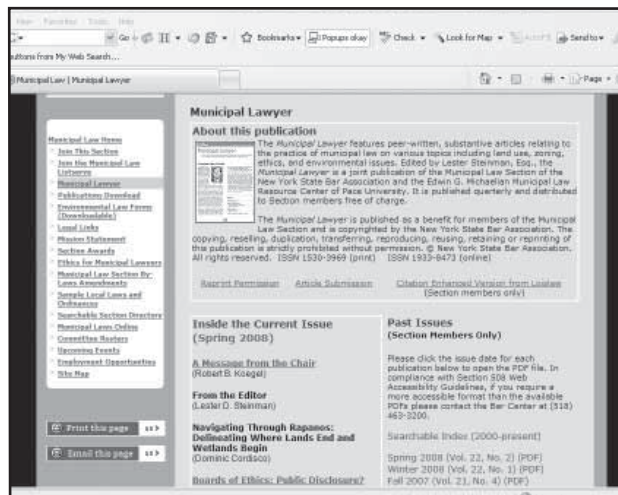 View Favorites Tools Help
Go
Bookmarks
Popups okay
Check
Look for Map
Send to
uttons from My Web Search...
Municipal Law | Municipal Lawyer
Page
Municipal Law Home
Join This Section
Join the Municipal Law
Listserve
Municipal Lawyer
Publications Download
Environmental Law Forms
(Downloadable)
Legal Links
Mission Statement
Section Awards
Ethics for Municipal Lawyers
Municipal Law Section By-
Laws Amendments
Sample Local Laws and
Ordinances
Searchable Section Directory
Municipal Laws Online
Committee Rosters
Upcoming Events
Employment Opportunities
Site Map
Print this page
Email this page
Municipal Lawyer
About this publication
The Municipal Lawyer features peer-written, substantive articles relating to
the practice of municipal law on various topics including land use, zoning,
ethics, and environmental issues. Edited by Lester Steinman, Esq., the
Municipal Lawyer is a joint publication of the Municipal Law Section of the
New York State Bar Association and the Edwin G. Michaelian Municipal Law
Resource Center of Pace University. It is published quarterly and distributed
to Section members free of charge.
The Municipal Lawyer is published as a benefit for members of the Municipal
Law Section and is copyrighted by the New York State Bar Association. The
copying, reselling, duplication, transferring, reproducing, reusing, retaining or reprinting of
this publication is strictly prohibited without permission. © New York State Bar Association.
All rights reserved. ISSN 1530-3969 (print) ISSN 1933-8473 (online)
Reprint Permission Article Submission Citation Enhanced Version from Loislaw
(Section members only)
Inside the Current Issue
(Spring 2008)
A Message from the Chair
(Robert B. Koegel)
From the Editor
(Lester D. Steinman)
Navigating Through Rapanos:
Delineating Where Lands End and
Wetlands Begin
(Dominic Cordisco)
Boards of Ethics: Public Disclosure?
Past Issues
(Section Members Only)
Please click the issue date for each
publication below to open the PDF file. In
compliance with Section 508 Web
Accessibility Guidelines, if you require a
more accessible format than the available
PDFs please contact the Bar Center at (518)
463-3200.
Searchable Index (2000-present)
Spring 2008 (Vol. 22, No. 2) (PDF)
Winter 2008 (Vol. 22, No. 1) (PDF)
Fall 2007 (Vol. 21, No. 4) (PDF)